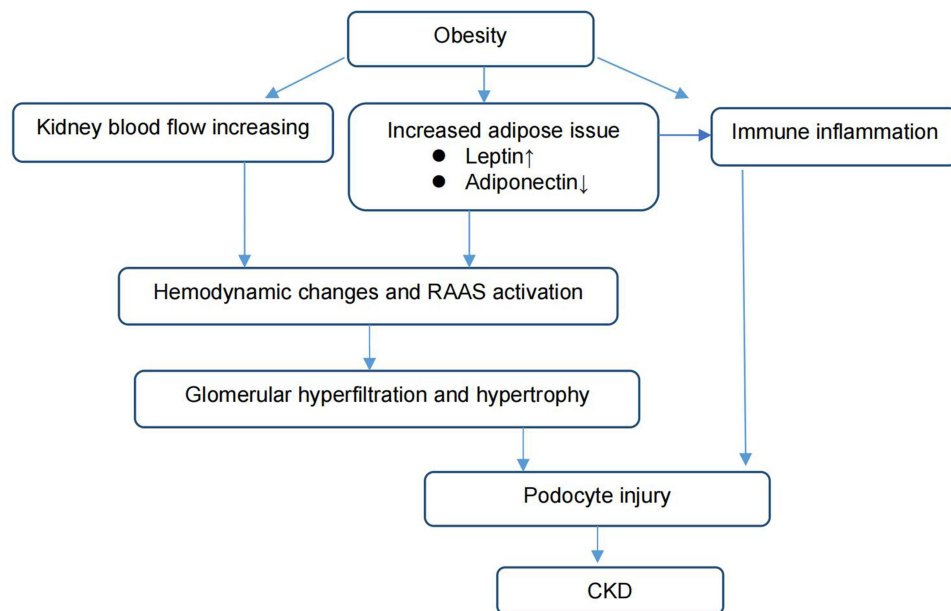 Obesity
Kidney blood flow increasing
Increased adipose issue
● Leptin↑
● Adiponectin↓
Immune inflammation
Hemodynamic changes and RAAS activation
Glomerular hyperfiltration and hypertrophy
Podocyte injury
CKD